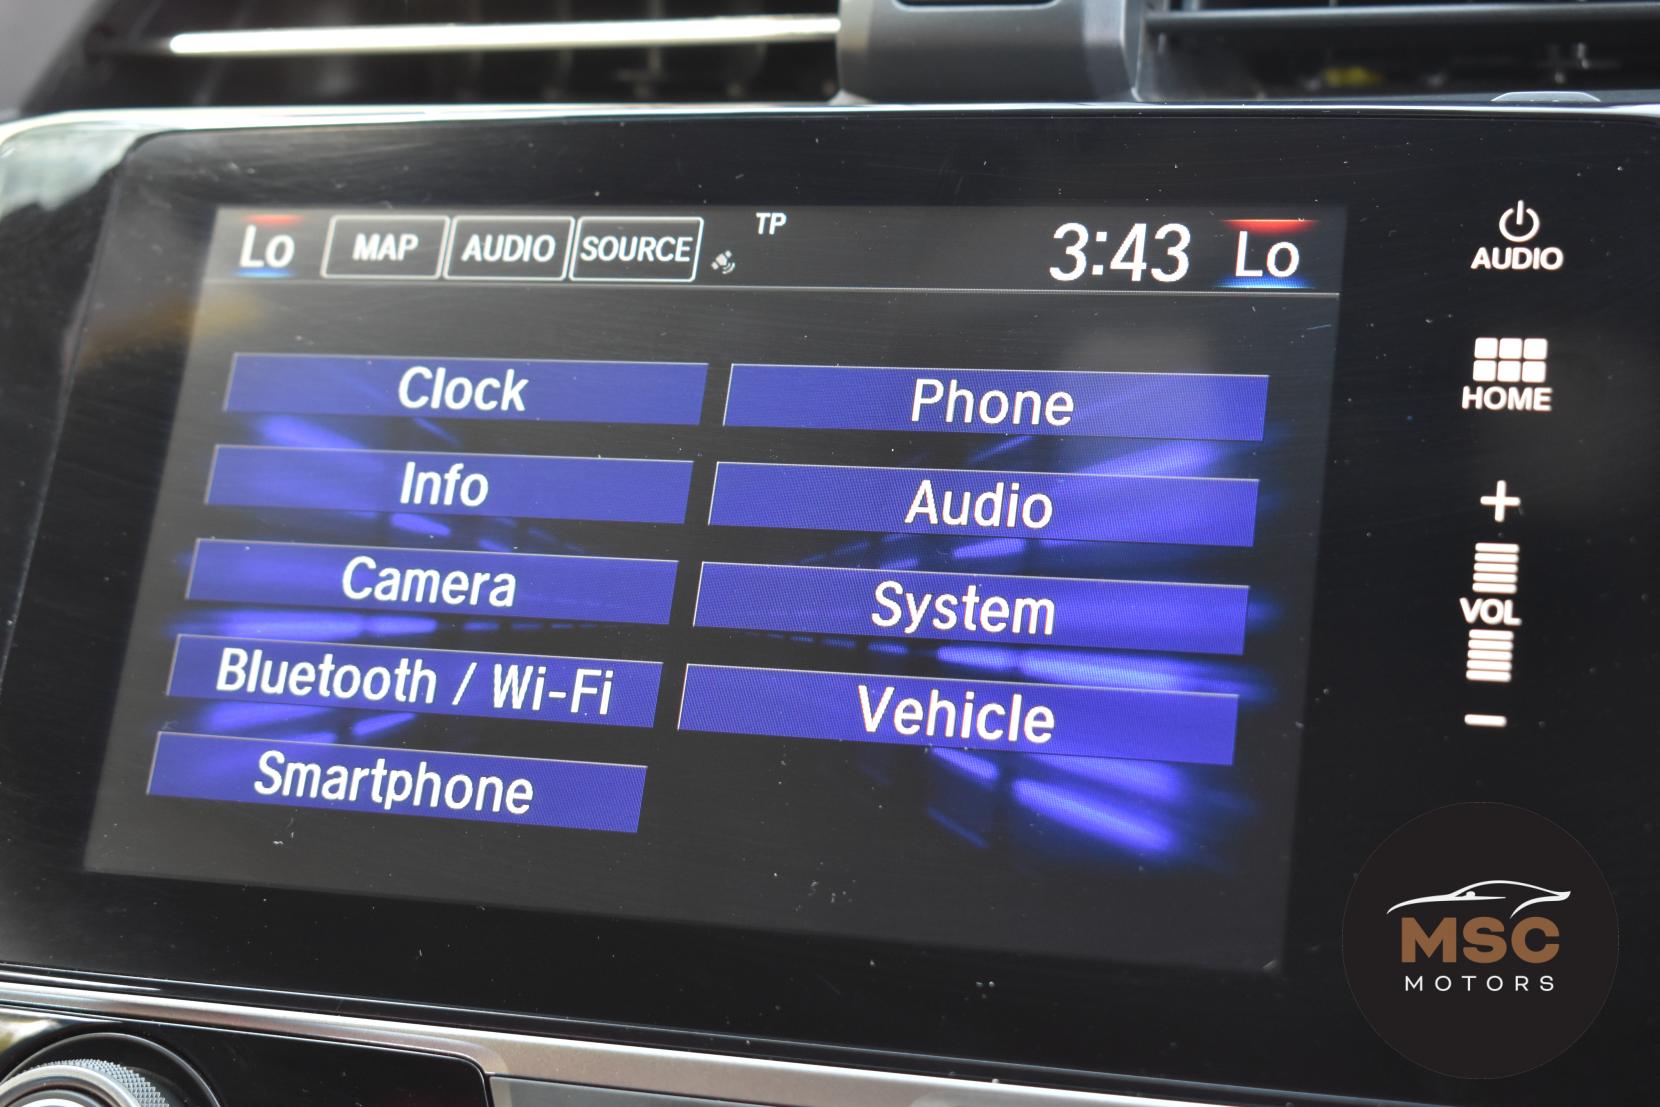 Lo MAP AUDIO SOURCE TP 3:43 Lo
Clock
Info
Camera
Bluetooth / Wi-Fi
Smartphone
Phone
Audio
System
Vehicle
AUDIO
HOME
+
VOL
−
MSC
MOTORS